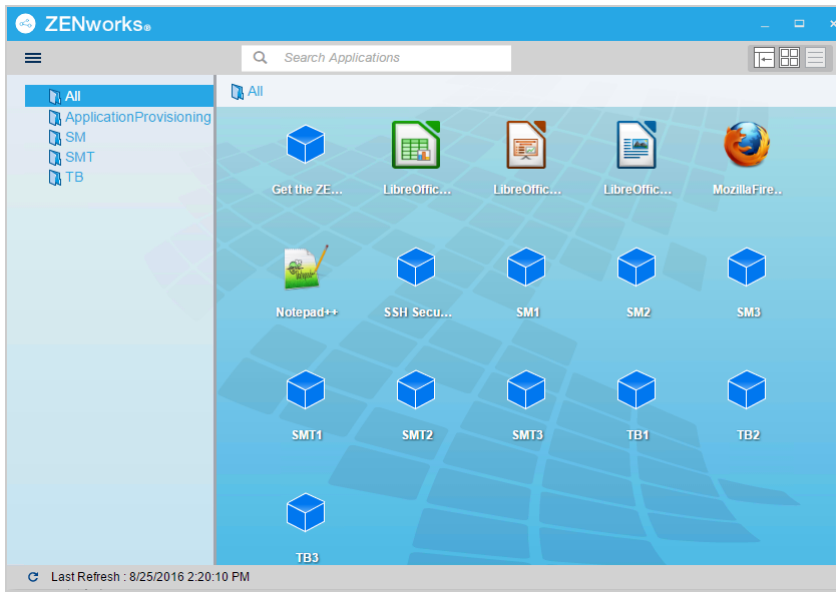 ZENworks®
Search Applications
All
ApplicationProvisioning
SM
SMT
TB
All
Get the ZE...
LibreOffic...
LibreOffic...
LibreOffic...
MozillaFire..
Notepad++
SSH Secu...
SM1
SM2
SM3
SMT1
SMT2
SMT3
TB1
TB2
TB3
Last Refresh : 8/25/2016 2:20:10 PM